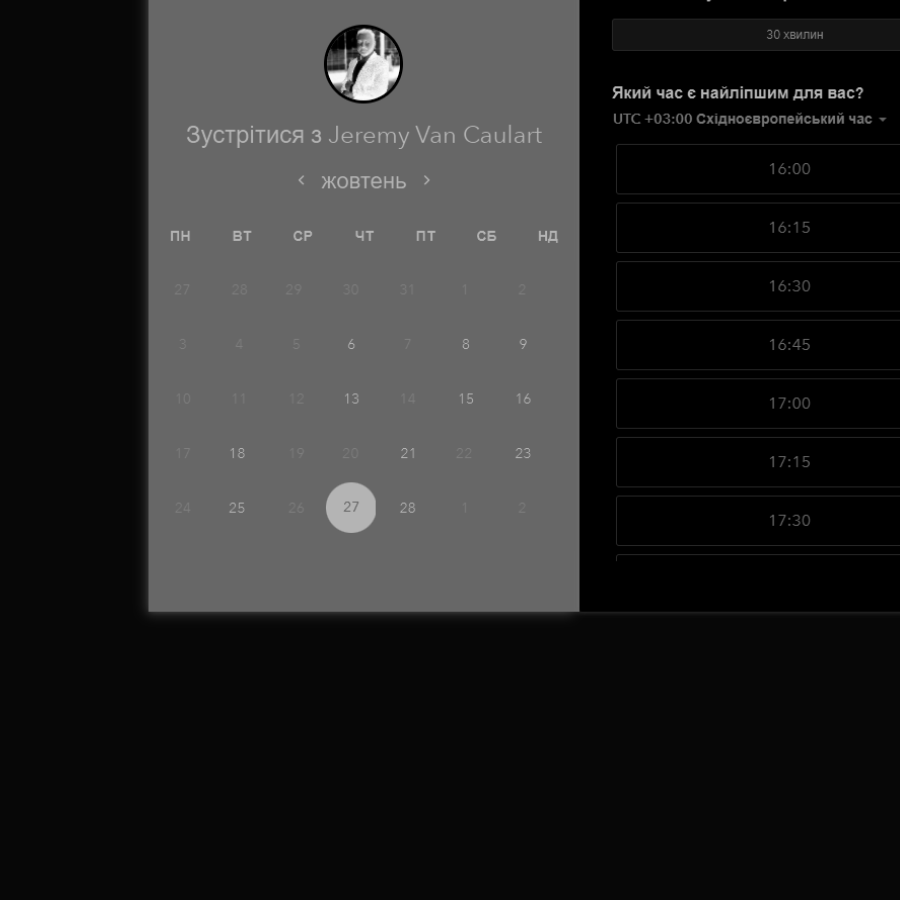 Зустрітися з Jeremy Van Caulart
жовтень
ПН ВТ СР ЧТ ПТ СБ НД
27 28 29 30 31 1 2
3 4 5 6 7 8 9
10 11 12 13 14 15 16
17 18 19 20 21 22 23
24 25 26 27 28 1 2
30 хвилин
Який час є найліпшим для вас?
UTC +03:00 Східноєвропейський час
16:00
16:15
16:30
16:45
17:00
17:15
17:30